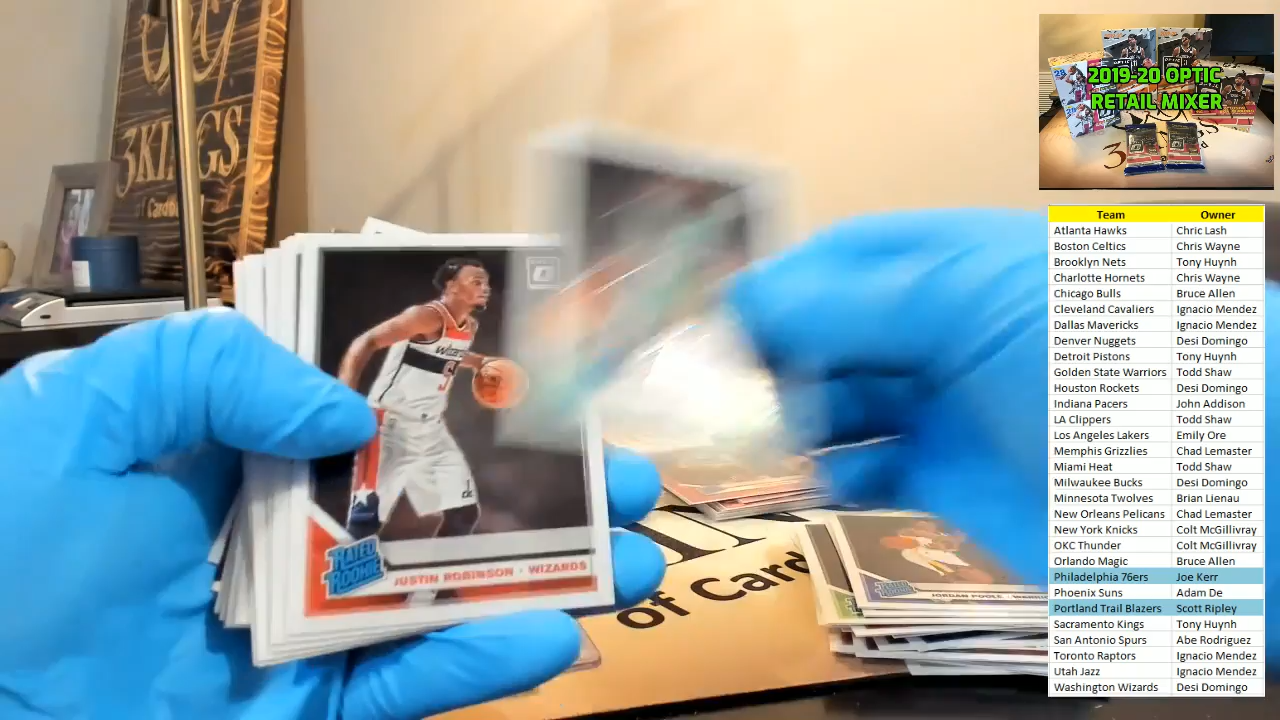 3KINGS
of Cardboard
2019-20 OPTIC
RETAIL MIXER
Team Owner
Atlanta Hawks Chric Lash
Boston Celtics Chris Wayne
Brooklyn Nets Tony Huynh
Charlotte Hornets Chris Wayne
Chicago Bulls Bruce Allen
Cleveland Cavaliers Ignacio Mendez
Dallas Mavericks Ignacio Mendez
Denver Nuggets Desi Domingo
Detroit Pistons Tony Huynh
Golden State Warriors Todd Shaw
Houston Rockets Desi Domingo
Indiana Pacers John Addison
LA Clippers Todd Shaw
Los Angeles Lakers Emily Ore
Memphis Grizzlies Chad Lemaster
Miami Heat Todd Shaw
Milwaukee Bucks Desi Domingo
Minnesota Twolves Brian Lienau
New Orleans Pelicans Chad Lemaster
New York Knicks Colt McGillivray
OKC Thunder Colt McGillivray
Orlando Magic Bruce Allen
Philadelphia 76ers Joe Kerr
Phoenix Suns Adam De
Portland Trail Blazers Scott Ripley
Sacramento Kings Tony Huynh
San Antonio Spurs Abe Rodriguez
Toronto Raptors Ignacio Mendez
Utah Jazz Ignacio Mendez
Washington Wizards Desi Domingo
RATED
ROOKIE
JUSTIN ROBINSON · WIZARDS
JORDAN POOLE
of Card